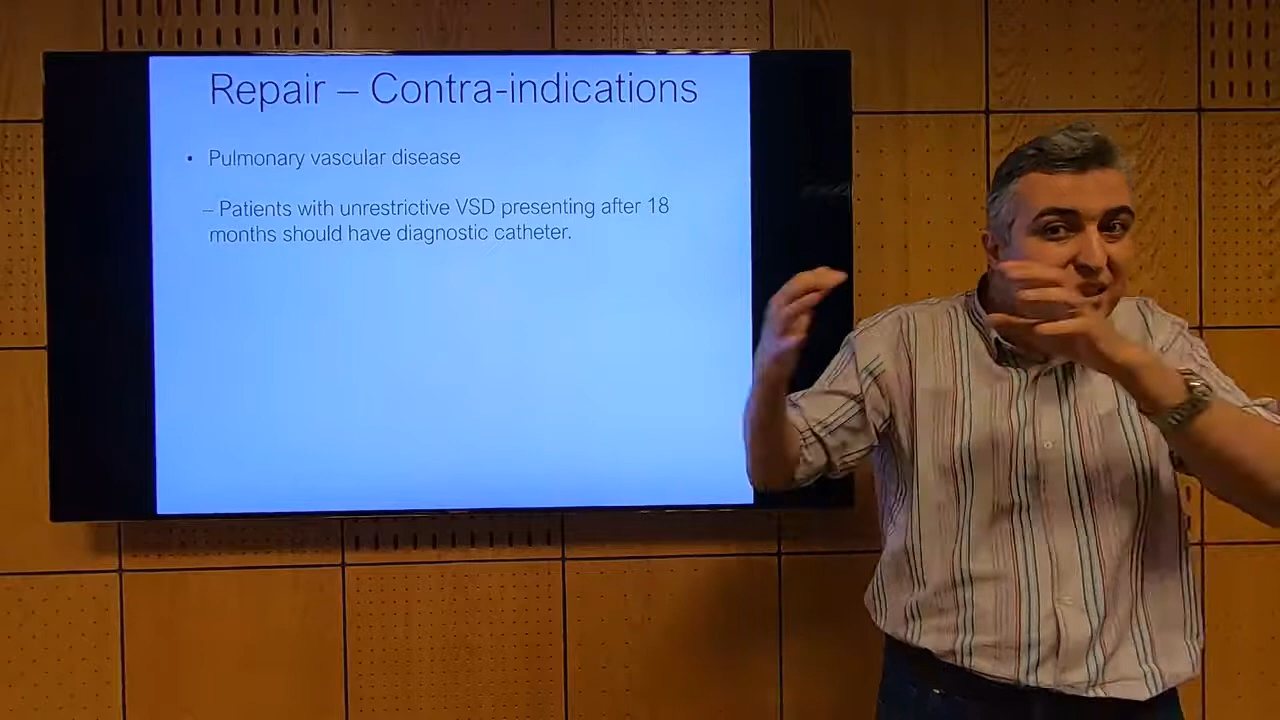 Repair – Contra-indications
• Pulmonary vascular disease
– Patients with unrestrictive VSD presenting after 18
months should have diagnostic catheter.